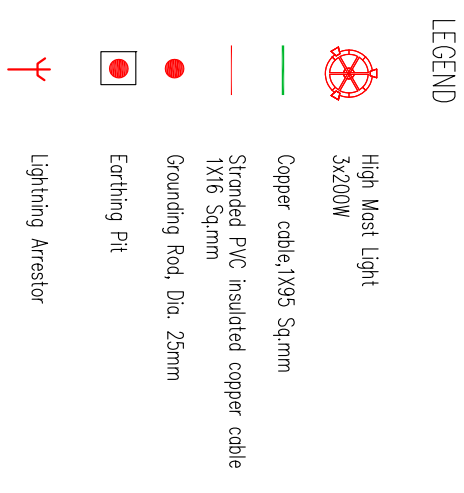 LEGEND
High Mast Light
3x200W
Copper cable,1X95 Sq.mm
Stranded PVC insulated copper cable
1X16 Sq.mm
Grounding Rod, Dia. 25mm
Earthing Pit
Lightning Arrestor